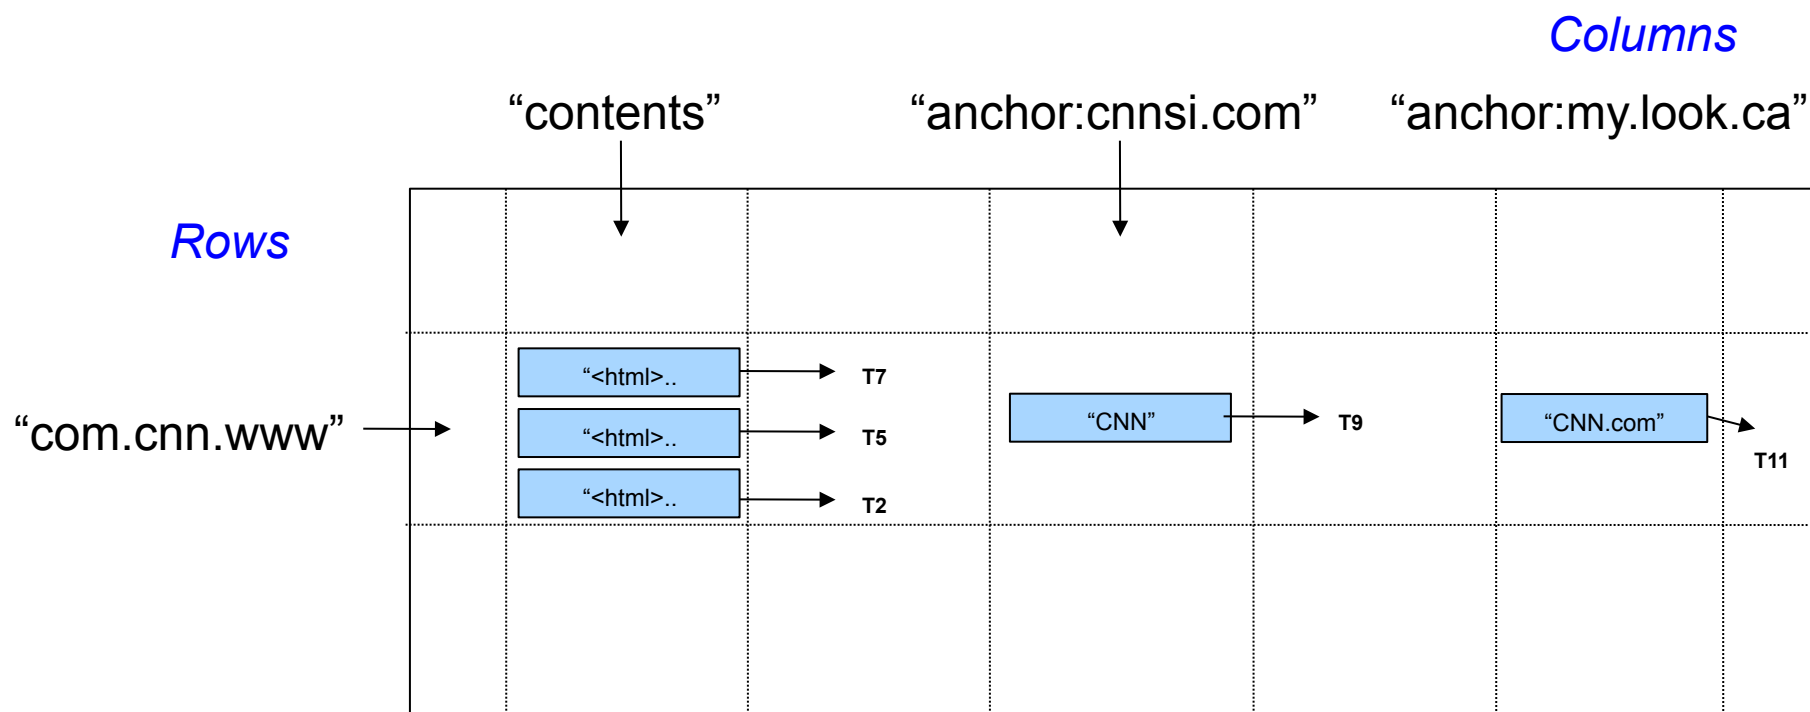 Columns
“contents” “anchor:cnnsi.com” “anchor:my.look.ca”
Rows
“<html>.. T7
“com.cnn.www” “<html>.. T5 “CNN” T9 “CNN.com” T11
“<html>.. T2